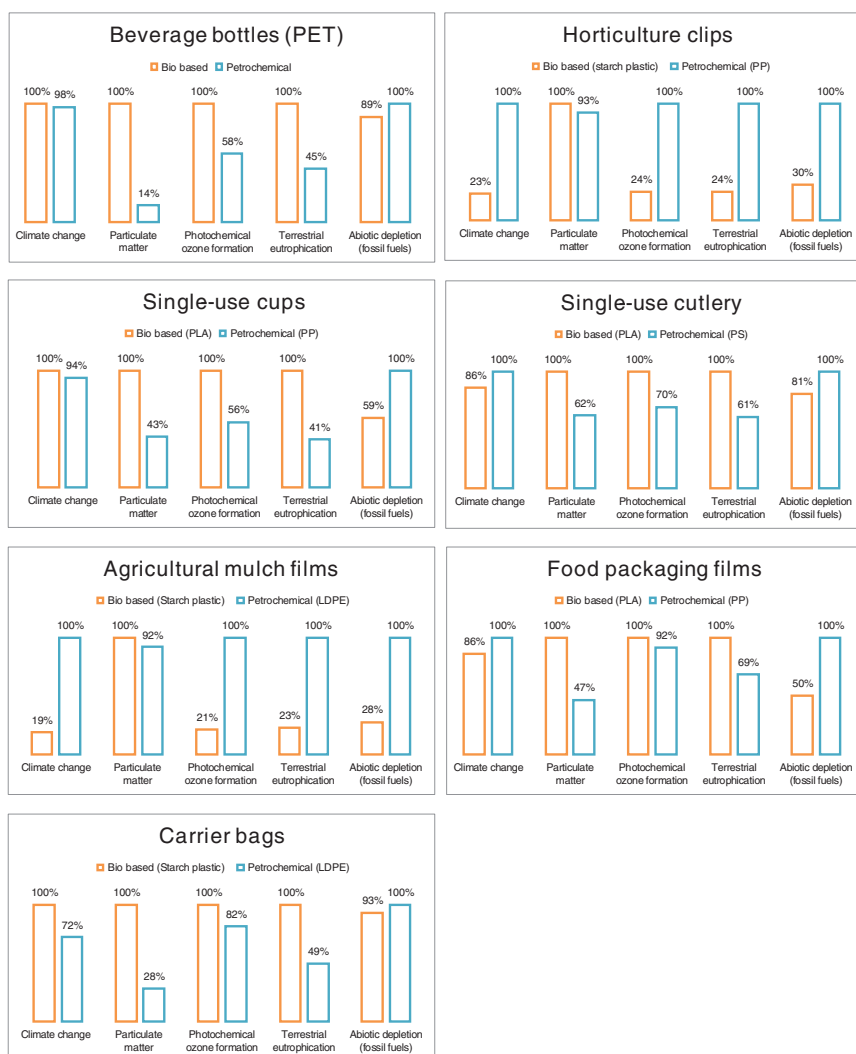 Beverage bottles (PET)
Bio based Petrochemical
100% 98% 100% 14% 100% 58% 100% 45% 89% 100%
Climate change Particulate matter Photochemical ozone formation Terrestrial eutrophication Abiotic depletion (fossil fuels)
Horticulture clips
Bio based (starch plastic) Petrochemical (PP)
23% 100% 100% 93% 24% 100% 24% 100% 30% 100%
Climate change Particulate matter Photochemical ozone formation Terrestrial eutrophication Abiotic depletion (fossil fuels)
Single-use cups
Bio based (PLA) Petrochemical (PP)
100% 94% 100% 43% 100% 56% 100% 41% 59% 100%
Climate change Particulate matter Photochemical ozone formation Terrestrial eutrophication Abiotic depletion (fossil fuels)
Single-use cutlery
Bio based (PLA) Petrochemical (PS)
86% 100% 100% 62% 100% 70% 100% 61% 81% 100%
Climate change Particulate matter Photochemical ozone formation Terrestrial eutrophication Abiotic depletion (fossil fuels)
Agricultural mulch films
Bio based (Starch plastic) Petrochemical (LDPE)
19% 100% 100% 92% 21% 100% 23% 100% 28% 100%
Climate change Particulate matter Photochemical ozone formation Terrestrial eutrophication Abiotic depletion (fossil fuels)
Food packaging films
Bio based (PLA) Petrochemical (PP)
86% 100% 100% 47% 100% 92% 100% 69% 50% 100%
Climate change Particulate matter Photochemical ozone formation Terrestrial eutrophication Abiotic depletion (fossil fuels)
Carrier bags
Bio based (Starch plastic) Petrochemical (LDPE)
100% 72% 100% 28% 100% 82% 100% 49% 93% 100%
Climate change Particulate matter Photochemical ozone formation Terrestrial eutrophication Abiotic depletion (fossil fuels)